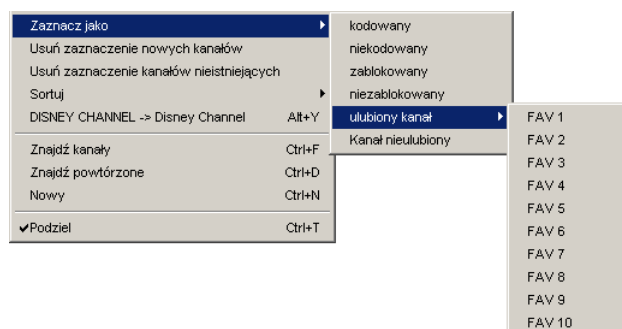 Zaznacz jako
Usuń zaznaczenie nowych kanałów
Usuń zaznaczenie kanałów nieistniejących
Sortuj
DISNEY CHANNEL -> Disney Channel Alt+Y
Znajdź kanały Ctrl+F
Znajdź powtórzone Ctrl+D
Nowy Ctrl+N
✔Podziel Ctrl+T
kodowany
niekodowany
zablokowany
niezablokowany
ulubiony kanał
Kanał nieulubiony
FAV 1
FAV 2
FAV 3
FAV 4
FAV 5
FAV 6
FAV 7
FAV 8
FAV 9
FAV 10